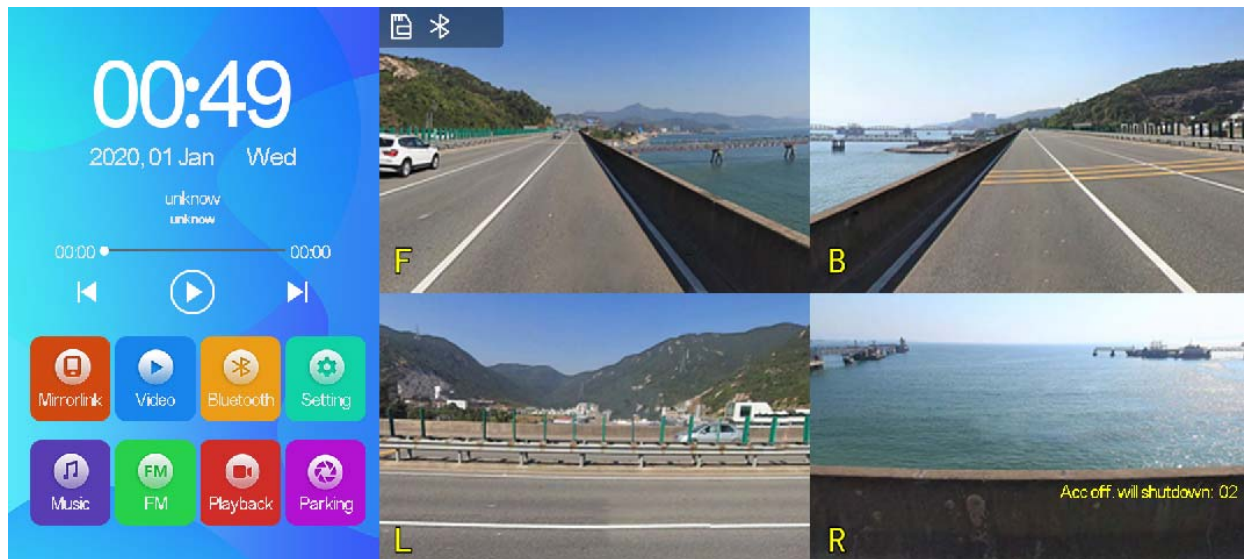 00:49
2020, 01 Jan Wed
unknow
unknow
00:00 00:00
Mirrorlink Video Bluetooth Setting
FM
Music FM Playback Parking
F
B
L
R
Acc off. will shutdown: 02